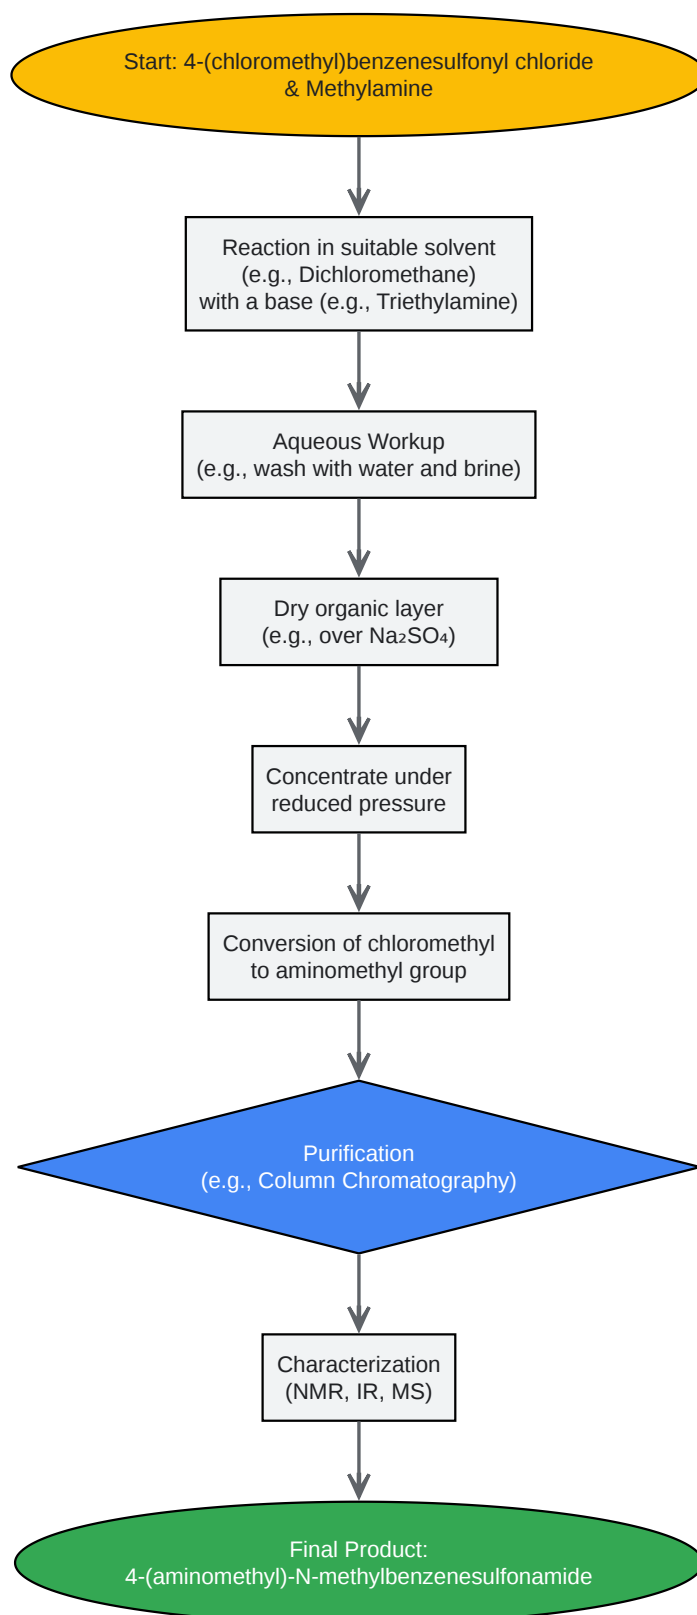 Start: 4-(chloromethyl)benzenesulfonyl chloride
& Methylamine
Reaction in suitable solvent
(e.g., Dichloromethane)
with a base (e.g., Triethylamine)
Aqueous Workup
(e.g., wash with water and brine)
Dry organic layer
(e.g., over Na₂SO₄)
Concentrate under
reduced pressure
Conversion of chloromethyl
to aminomethyl group
Purification
(e.g., Column Chromatography)
Characterization
(NMR, IR, MS)
Final Product:
4-(aminomethyl)-N-methylbenzenesulfonamide